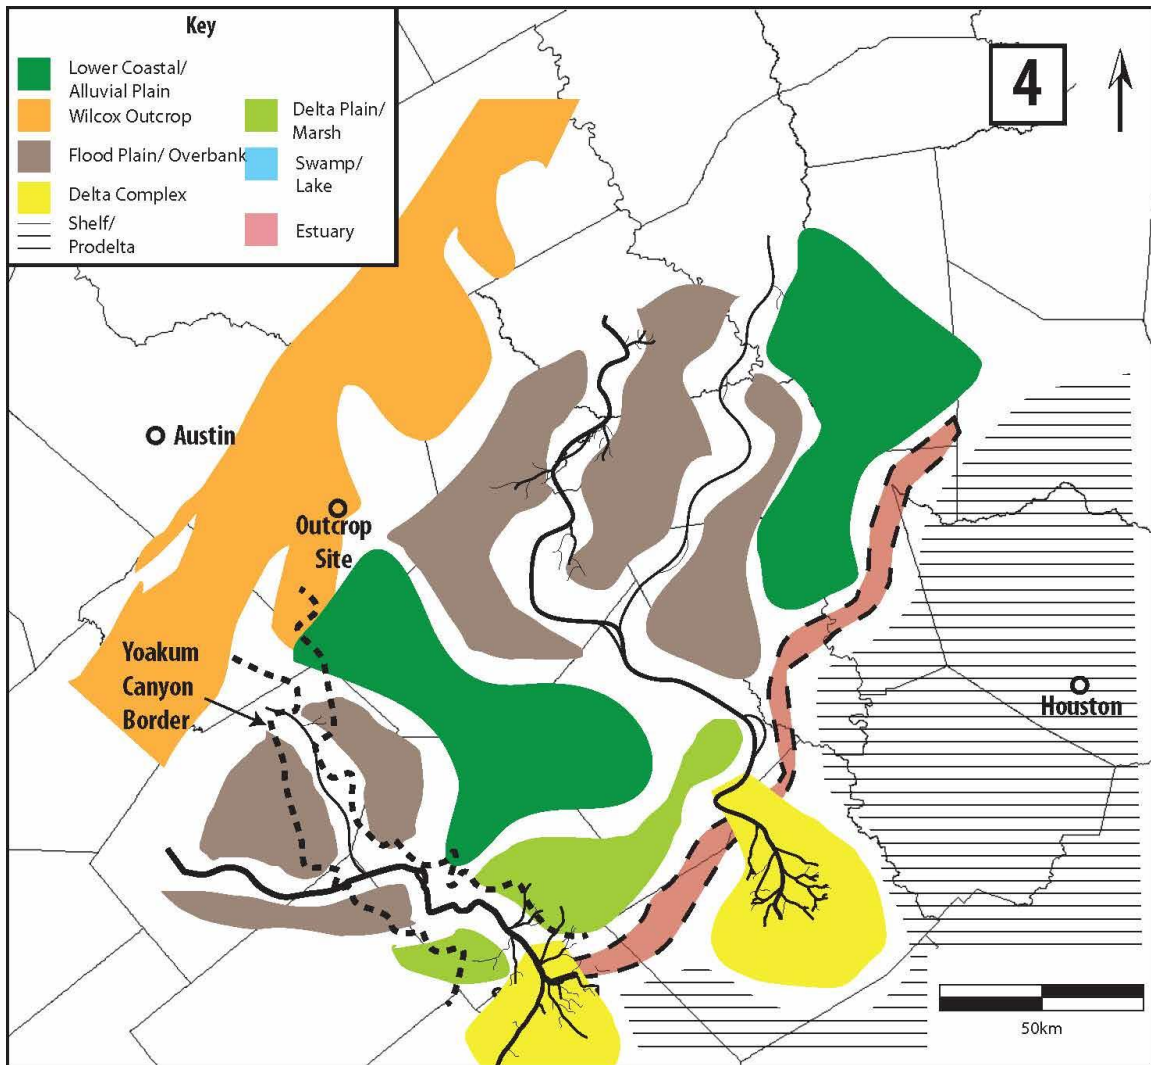 Key
Lower Coastal/
Alluvial Plain
Wilcox Outcrop
Flood Plain/ Overbank
Delta Complex
Shelf/
Prodelta
Delta Plain/
Marsh
Swamp/
Lake
Estuary
4
Austin
Outcrop
Site
Yoakum
Canyon
Border
Houston
50km